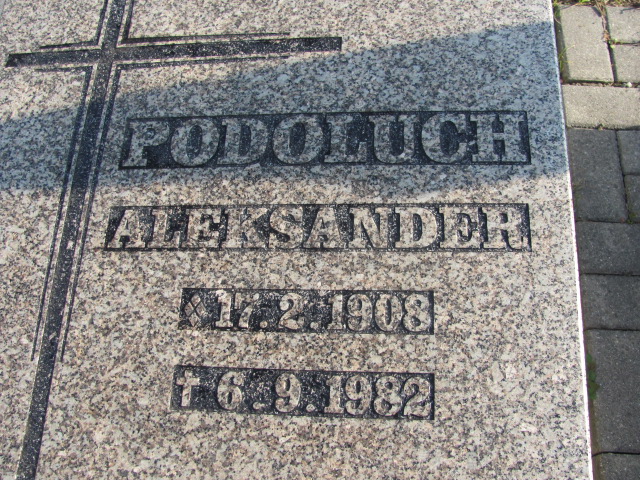 PODOLUCH
ALEKSANDER
17.2.1908
† 6.9.1982